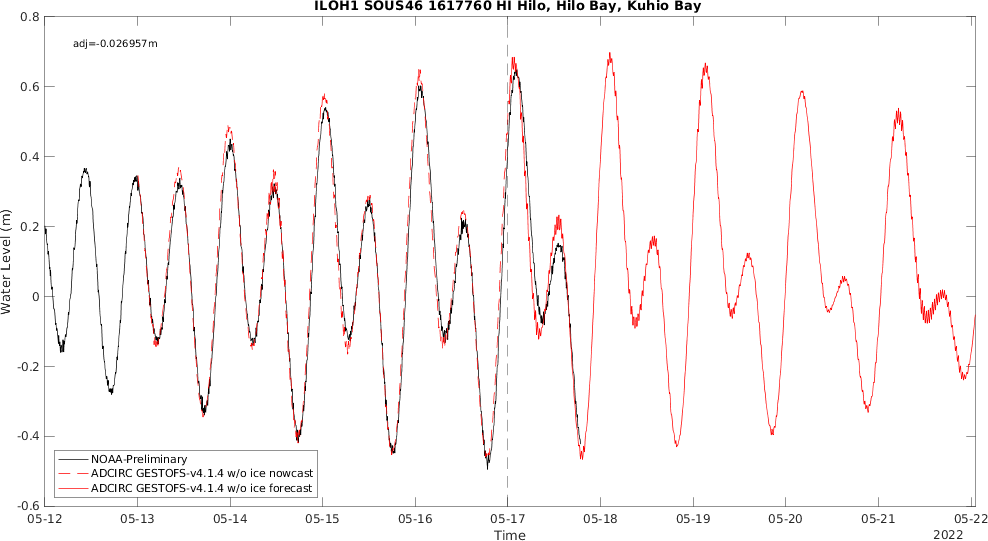 ILOH1 SOUS46 1617760 HI Hilo, Hilo Bay, Kuhio Bay
adj=-0.026957m
Water Level (m)
0.8
0.6
0.4
0.2
0
-0.2
-0.4
-0.6
NOAA-Preliminary
ADCIRC GESTOFS-v4.1.4 w/o ice nowcast
ADCIRC GESTOFS-v4.1.4 w/o ice forecast
05-12 05-13 05-14 05-15 05-16 05-17 05-18 05-19 05-20 05-21 05-22
Time
2022